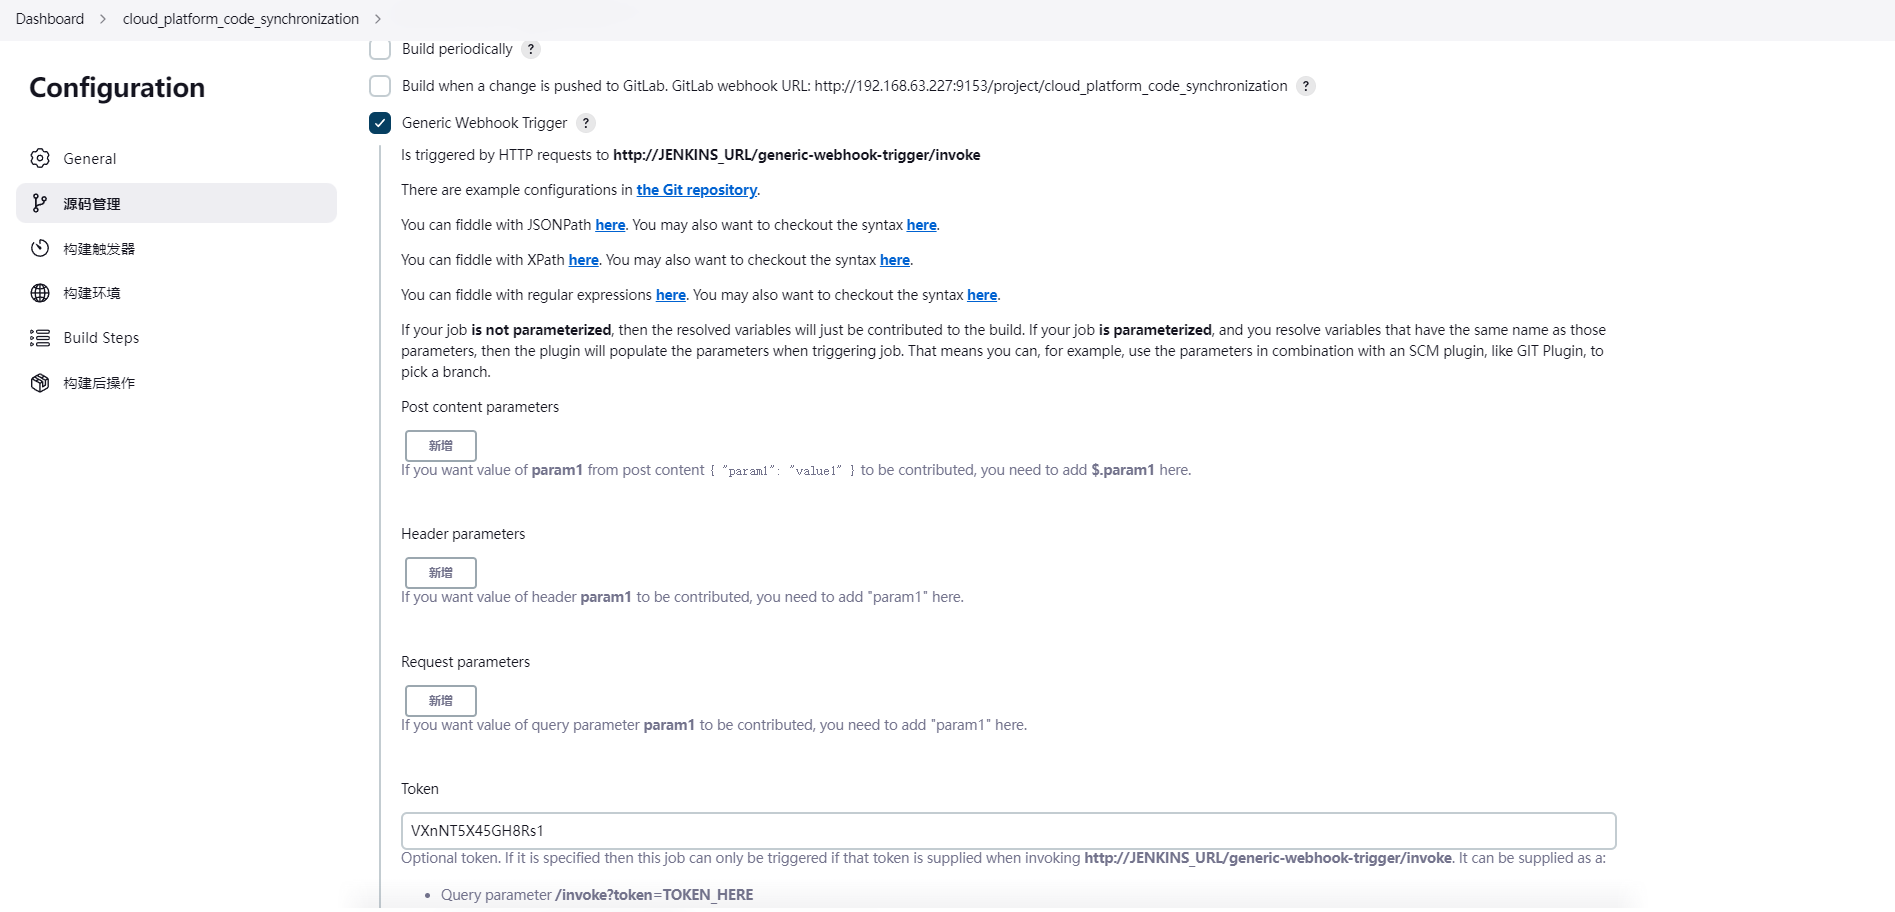 Dashboard > cloud_platform_code_synchronization >
Configuration
General
源码管理
构建触发器
构建环境
Build Steps
构建后操作
Build periodically ?
Build when a change is pushed to GitLab. GitLab webhook URL: http://192.168.63.227:9153/project/cloud_platform_code_synchronization ?
Generic Webhook Trigger ?
Is triggered by HTTP requests to http://JENKINS_URL/generic-webhook-trigger/invoke
There are example configurations in the Git repository.
You can fiddle with JSONPath here. You may also want to checkout the syntax here.
You can fiddle with XPath here. You may also want to checkout the syntax here.
You can fiddle with regular expressions here. You may also want to checkout the syntax here.
If your job is not parameterized, then the resolved variables will just be contributed to the build. If your job is parameterized, and you resolve variables that have the same name as those
parameters, then the plugin will populate the parameters when triggering job. That means you can, for example, use the parameters in combination with an SCM plugin, like GIT Plugin, to
pick a branch.
Post content parameters
新增
If you want value of param1 from post content { "param1": "value1" } to be contributed, you need to add $.param1 here.
Header parameters
新增
If you want value of header param1 to be contributed, you need to add "param1" here.
Request parameters
新增
If you want value of query parameter param1 to be contributed, you need to add "param1" here.
Token
VXnNT5X45GH8Rs1
Optional token. If it is specified then this job can only be triggered if that token is supplied when invoking http://JENKINS_URL/generic-webhook-trigger/invoke. It can be supplied as a:
• Query parameter /invoke?token=TOKEN_HERE